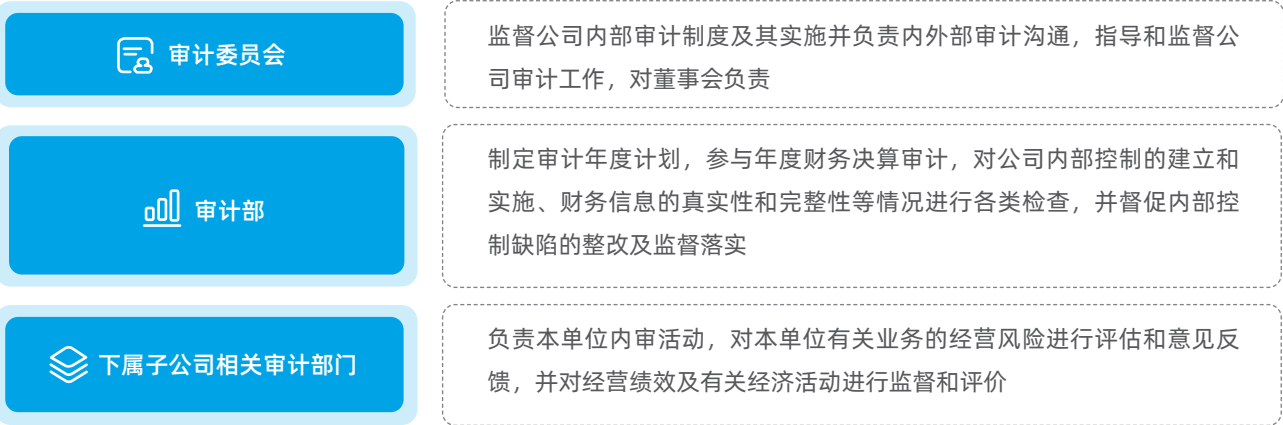 审计委员会
监督公司内部审计制度及其实施并负责内外部审计沟通，指导和监督公
司审计工作，对董事会负责
审计部
制定审计年度计划，参与年度财务决算审计，对公司内部控制的建立和
实施、财务信息的真实性和完整性等情况进行各类检查，并督促内部控
制缺陷的整改及监督落实
下属子公司相关审计部门
负责本单位内审活动，对本单位有关业务的经营风险进行评估和意见反
馈，并对经营绩效及有关经济活动进行监督和评价